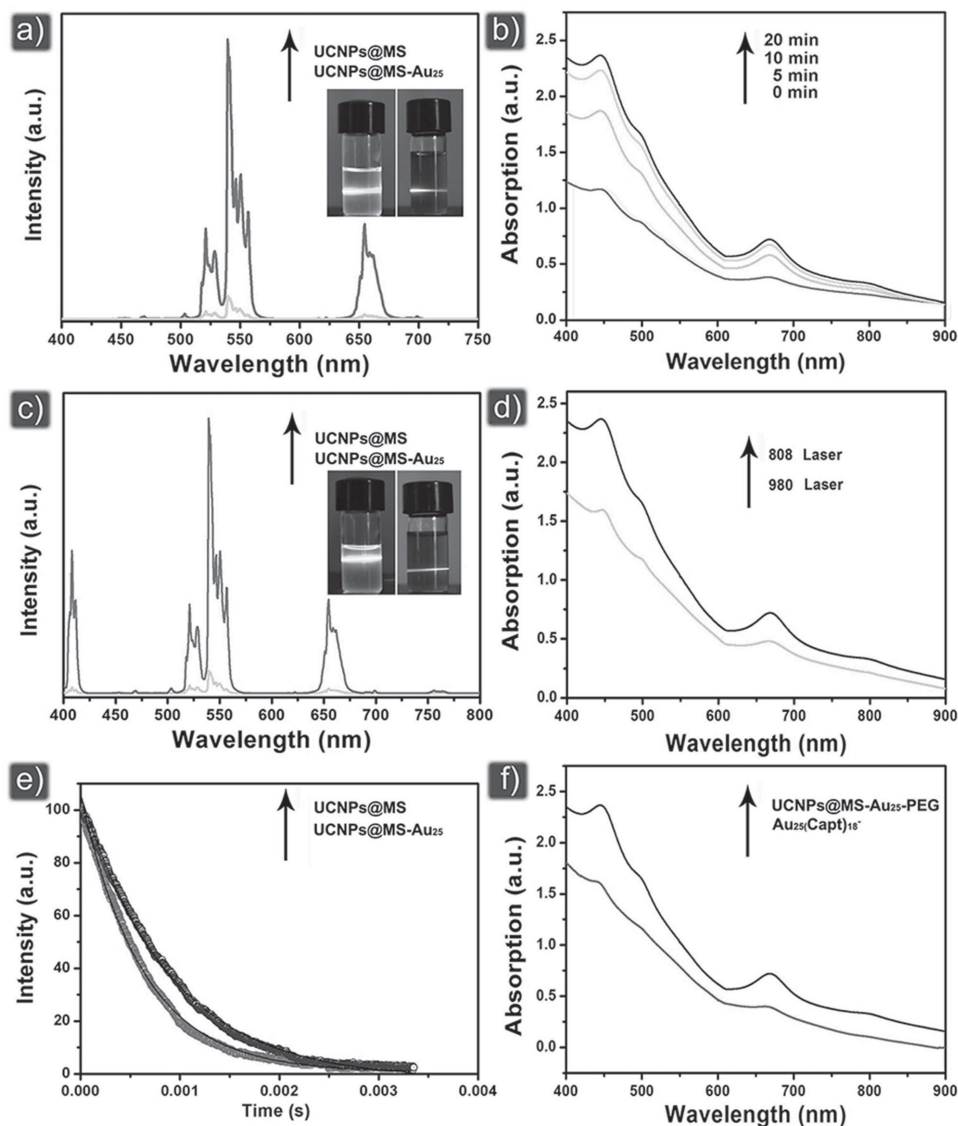 a)
UCNPs@MS
UCNPs@MS-Au25
Intensity (a.u.)
400 450 500 550 600 650 700 750
Wavelength (nm)
b)
20 min
10 min
5 min
0 min
Absorption (a.u.)
2.5
2.0
1.5
1.0
0.5
0.0
400 500 600 700 800 900
Wavelength (nm)
c)
UCNPs@MS
UCNPs@MS-Au25
Intensity (a.u.)
400 450 500 550 600 650 700 750 800
Wavelength (nm)
d)
808 Laser
980 Laser
Absorption (a.u.)
2.5
2.0
1.5
1.0
0.5
0.0
400 500 600 700 800 900
Wavelength (nm)
e)
UCNPs@MS
UCNPs@MS-Au25
Intensity (a.u.)
100
80
60
40
20
0
0.000 0.001 0.002 0.003 0.004
Time (s)
f)
UCNPs@MS-Au25-PEG
Au25(Capt)18-
Absorption (a.u.)
2.5
2.0
1.5
1.0
0.5
0.0
400 500 600 700 800 900
Wavelength (nm)